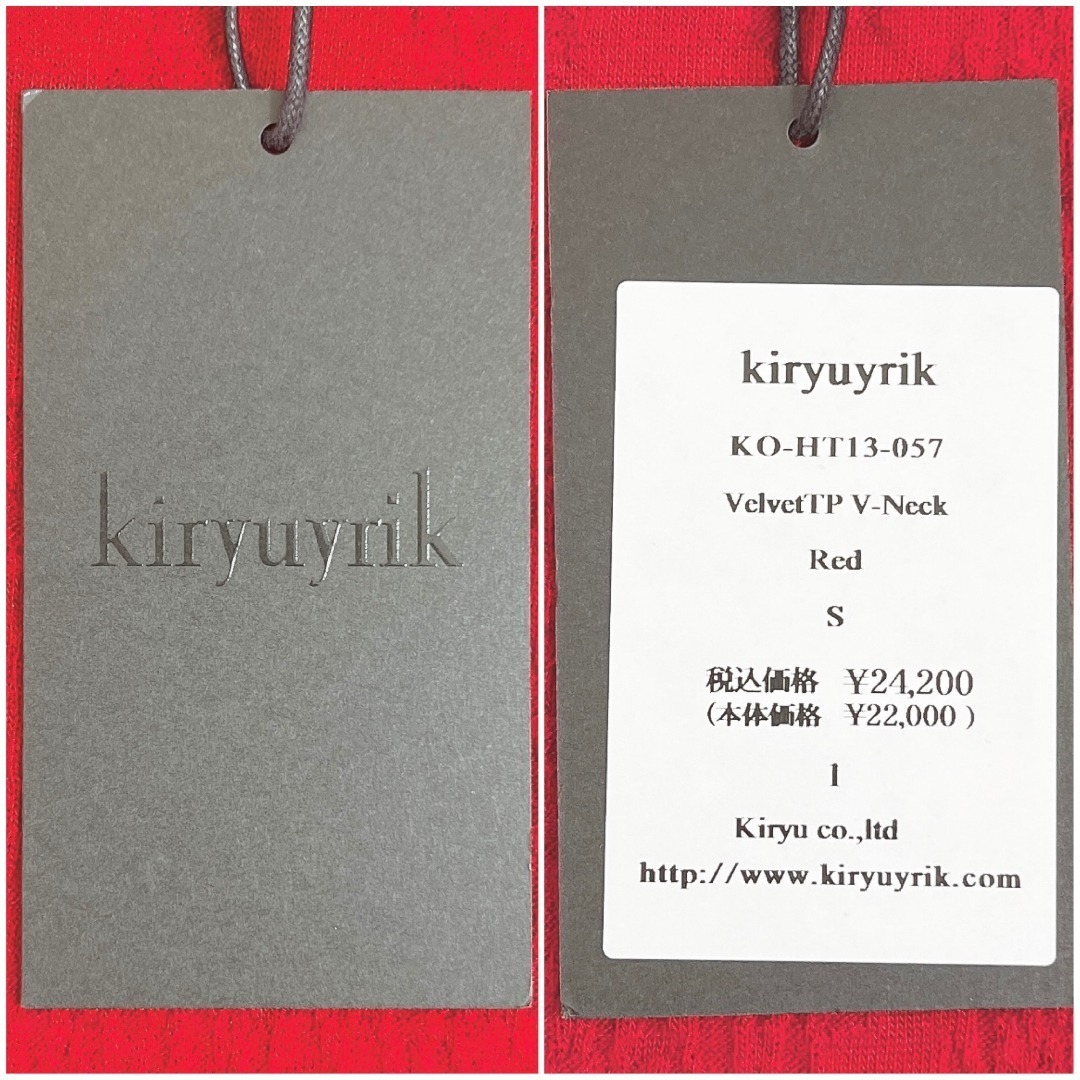 kiryuyrik
kiryuyrik
KO-HT13-057
VelvetTP V-Neck
Red
S
税込価格 ¥24,200
(本体価格 ¥22,000 )
1
Kiryu co.,ltd
http://www.kiryuyrik.com